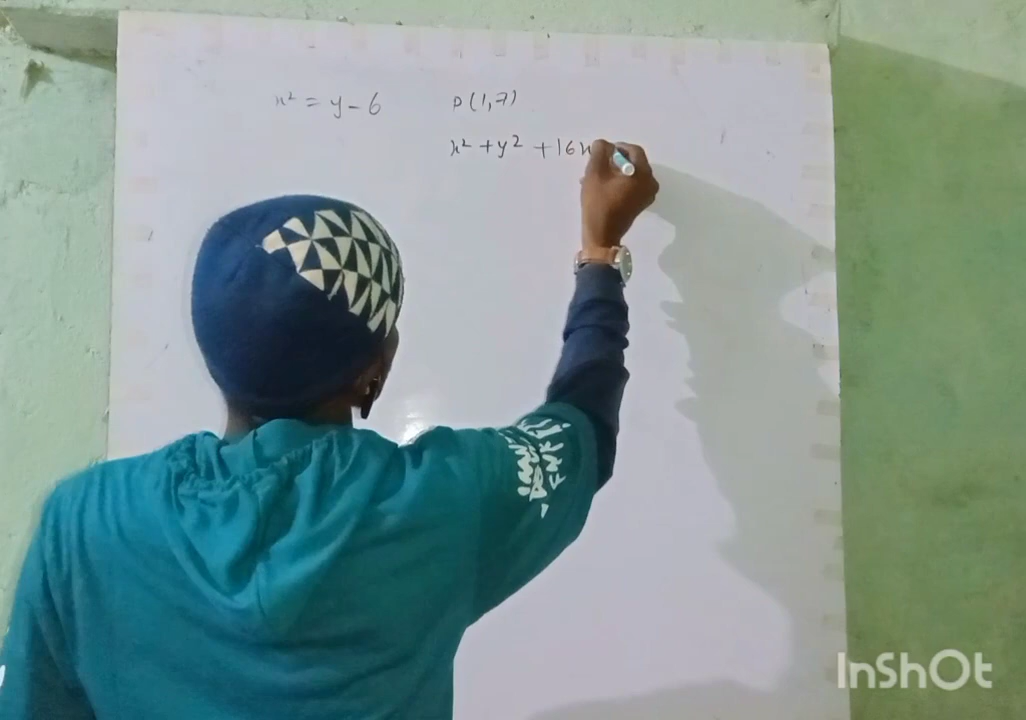 x² = y - 6 P(1,7)
x² + y² + 16x
InShOt